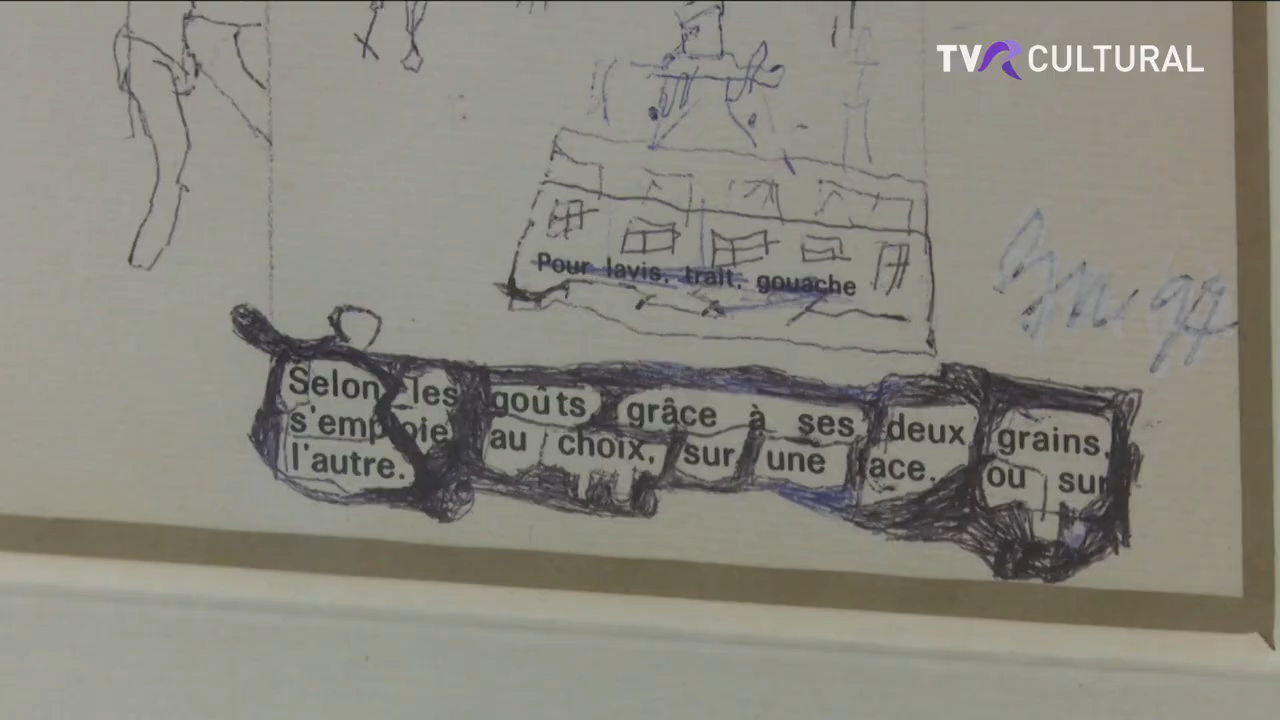 TVR CULTURAL
Pour lavis, trait, gouache
Selon les goûts grâce à ses deux grains,
s'emploie au choix, sur une ace, ou sur
l'autre.